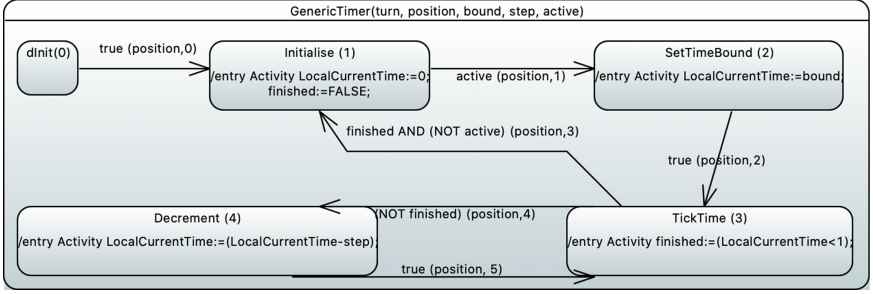 GenericTimer(turn, position, bound, step, active)
dInit(0)
true (position,0)
Initialise (1)
/entry Activity LocalCurrentTime:=0;
finished:=FALSE;
active (position,1)
SetTimeBound (2)
/entry Activity LocalCurrentTime:=bound;
finished AND (NOT active) (position,3)
true (position,2)
Decrement (4)
/entry Activity LocalCurrentTime:=(LocalCurrentTime-step);
(NOT finished) (position,4)
TickTime (3)
/entry Activity finished:=(LocalCurrentTime<1);
true (position, 5)